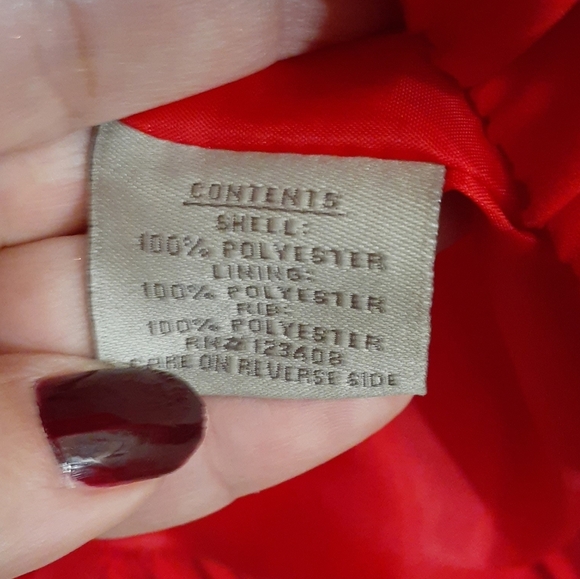 CONTENTS
SHELL:
100% POLYESTER
LINING:
100% POLYESTER
RIB:
100% POLYESTER
RN# 123408
CARE ON REVERSE SIDE